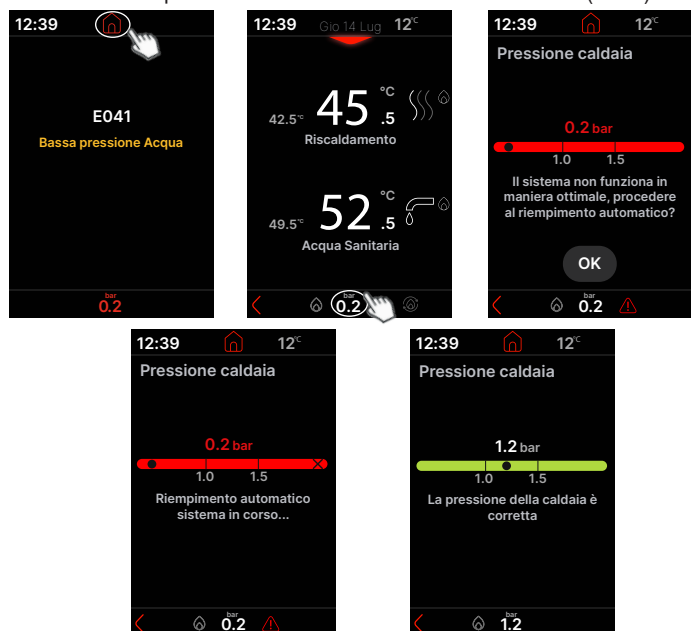 12:39
E041
Bassa pressione Acqua
bar
0.2
12:39 Gio 14 Lug 12°C
42.5°C 45.5 °C
Riscaldamento
49.5°C 52.5 °C
Acqua Sanitaria
bar
0.2
12:39 12°C
Pressione caldaia
0.2 bar
1.0 1.5
Il sistema non funziona in
maniera ottimale, procedere
al riempimento automatico?
OK
bar
0.2
12:39 12°C
Pressione caldaia
0.2 bar
1.0 1.5
Riempimento automatico
sistema in corso...
bar
0.2
12:39 12°C
Pressione caldaia
1.2 bar
1.0 1.5
La pressione della caldaia è
corretta
bar
1.2